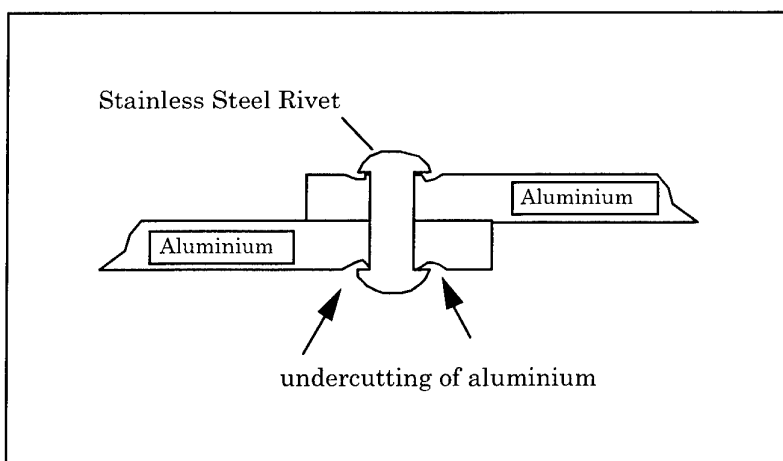 Stainless Steel Rivet
Aluminium
Aluminium
undercutting of aluminium